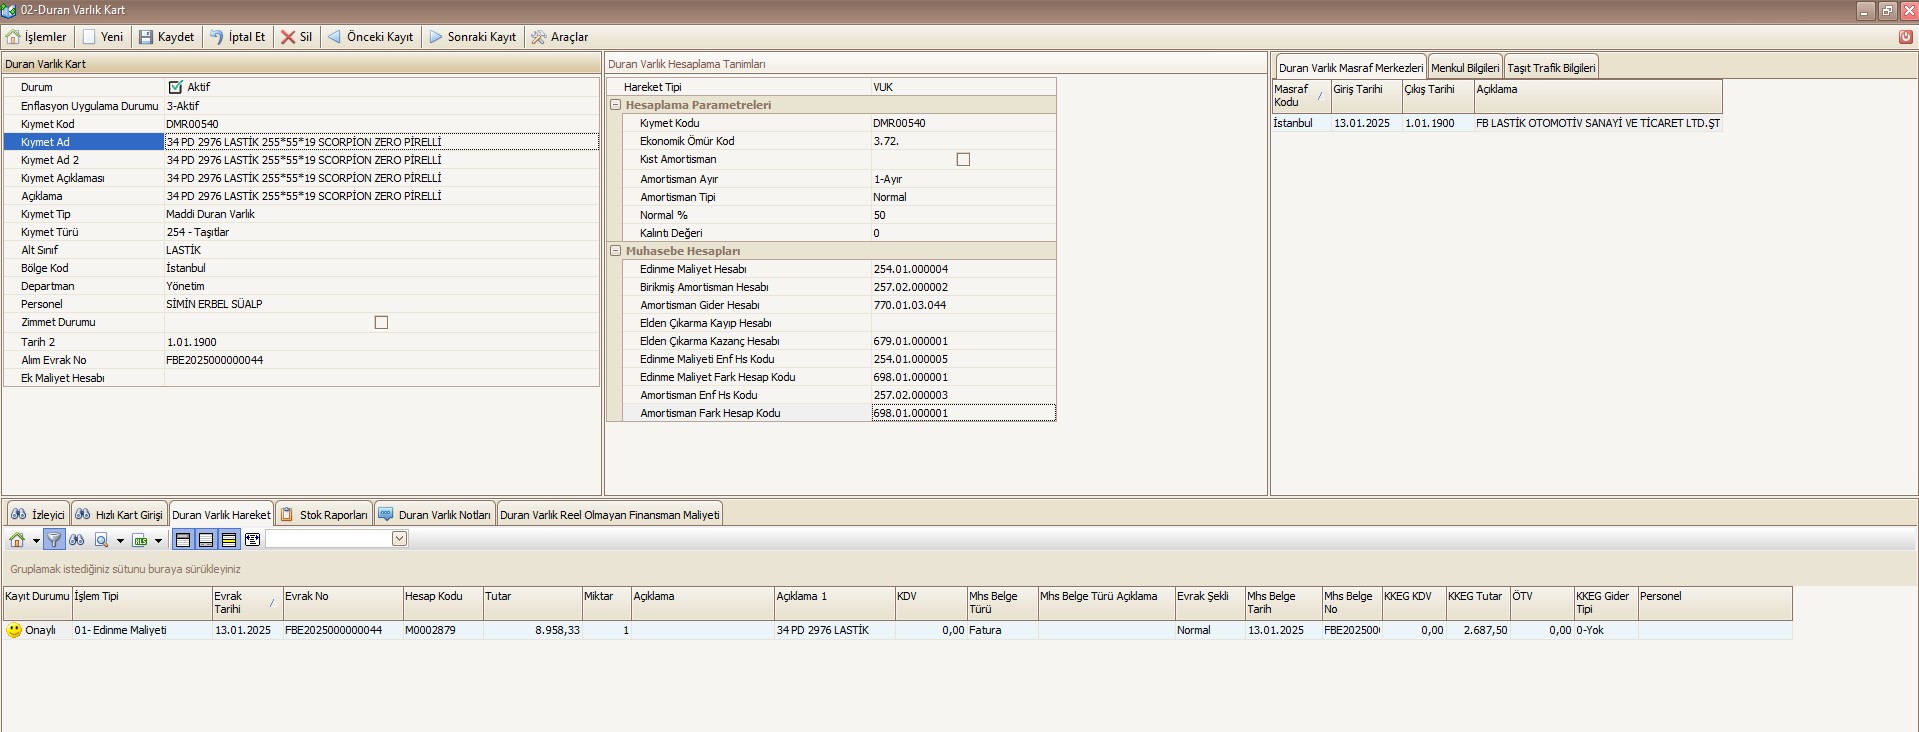 02-Duran Varlık Kart
İşlemler Yeni Kaydet İptal Et Sil Önceki Kayıt Sonraki Kayıt Araçlar
Duran Varlık Kart
Durum Aktif
Enflasyon Uygulama Durumu 3-Aktif
Kıymet Kod DMR00540
Kıymet Ad 34 PD 2976 LASTİK 255*55*19 SCORPİON ZERO PİRELLİ
Kıymet Ad 2 34 PD 2976 LASTİK 255*55*19 SCORPİON ZERO PİRELLİ
Kıymet Açıklaması 34 PD 2976 LASTİK 255*55*19 SCORPİON ZERO PİRELLİ
Açıklama 34 PD 2976 LASTİK 255*55*19 SCORPİON ZERO PİRELLİ
Kıymet Tip Maddi Duran Varlık
Kıymet Türü 254 - Taşıtlar
Alt Sınıf LASTİK
Bölge Kod İstanbul
Departman Yönetim
Personel SİMİN ERBEL SÜALP
Zimmet Durumu
Tarih 2 1.01.1900
Alım Evrak No FBE2025000000044
Ek Maliyet Hesabı
Duran Varlık Hesaplama Tanımları
Hareket Tipi VUK
Hesaplama Parametreleri
Kıymet Kodu DMR00540
Ekonomik Ömür Kod 3.72.
Kıst Amortisman
Amortisman Ayır 1-Ayır
Amortisman Tipi Normal
Normal % 50
Kalıntı Değeri 0
Muhasebe Hesapları
Edinme Maliyet Hesabı 254.01.000004
Birikmiş Amortisman Hesabı 257.02.000002
Amortisman Gider Hesabı 770.01.03.044
Elden Çıkarma Kayıp Hesabı
Elden Çıkarma Kazanç Hesabı 679.01.000001
Edinme Maliyeti Enf Hs Kodu 254.01.000005
Edinme Maliyet Fark Hesap Kodu 698.01.000001
Amortisman Enf Hs Kodu 257.02.000003
Amortisman Fark Hesap Kodu 698.01.000001
Duran Varlık Masraf Merkezleri Menkul Bilgileri Taşıt Trafik Bilgileri
Masraf Kodu Giriş Tarihi Çıkış Tarihi Açıklama
İstanbul 13.01.2025 1.01.1900 FB LASTİK OTOMOTİV SANAYİ VE TİCARET LTD.ŞT
İzleyici Hızlı Kart Girişi Duran Varlık Hareket Stok Raporları Duran Varlık Notları Duran Varlık Reel Olmayan Finansman Maliyeti
XLS
Gruplamak istediğiniz sütunu buraya sürükleyiniz
Kayıt Durumu İşlem Tipi Evrak Tarihi Evrak No Hesap Kodu Tutar Miktar Açıklama Açıklama 1 KDV Mhs Belge Türü Mhs Belge Türü Açıklama Evrak Şekli Mhs Belge Tarih Mhs Belge No KKEG KDV KKEG Tutar ÖTV KKEG Gider Tipi Personel
Onaylı 01- Edinme Maliyeti 13.01.2025 FBE2025000000044 M0002879 8.958,33 1 34 PD 2976 LASTİK 0,00 Fatura Normal 13.01.2025 FBE202500( 0,00 2.687,50 0,00 0-Yok